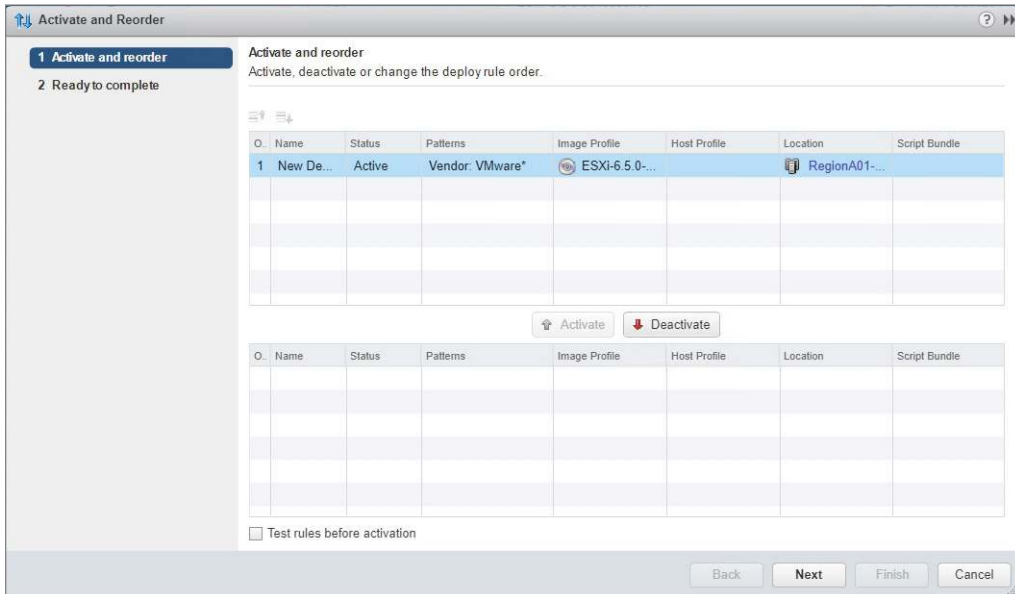 Activate and Reorder
?
1 Activate and reorder
2 Ready to complete
Activate and reorder
Activate, deactivate or change the deploy rule order.
O.. Name Status Patterns Image Profile Host Profile Location Script Bundle
1 New De... Active Vendor: VMware* ESXi-6.5.0-... RegionA01-...
Activate Deactivate
O.. Name Status Patterns Image Profile Host Profile Location Script Bundle
Test rules before activation
Back Next Finish Cancel